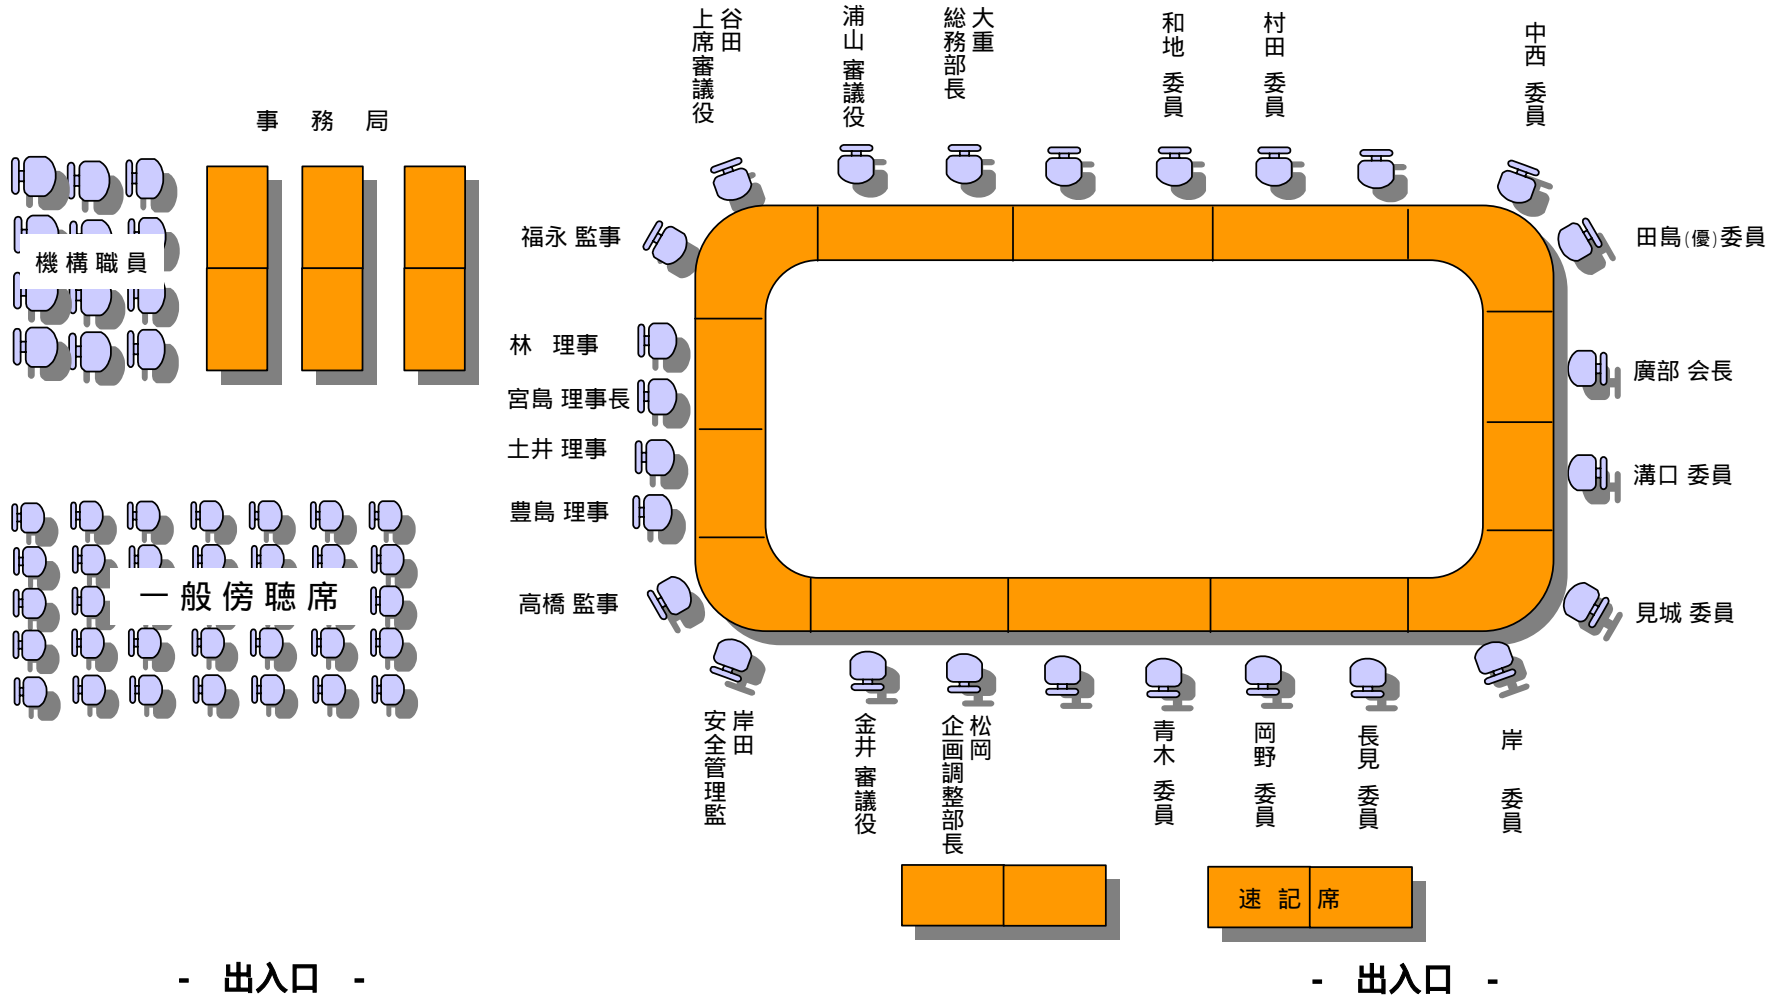 谷田
上席審議役
浦山 審議役
大重
総務部長
和地 委員
村田 委員
中西 委員
事 務 局
機構職員
福永 監事
田島(優)委員
林 理事
廣部 会長
宮島 理事長
土井 理事
溝口 委員
豊島 理事
一般傍聴席
高橋 監事
見城 委員
岸田
安全管理監
金井 審議役
松岡
企画調整部長
青木 委員
岡野 委員
長見 委員
岸 委員
速 記 席
- 出入口 -
- 出入口 -